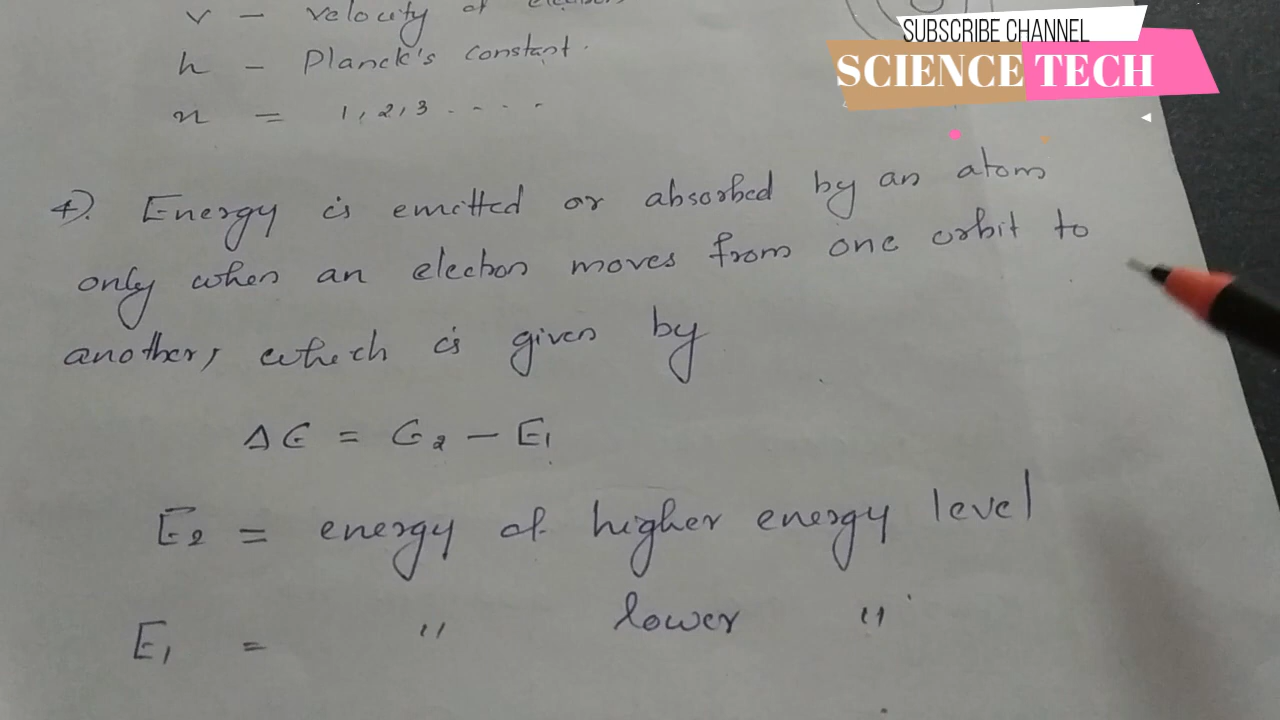 v - velocity of electron
h - Planck's constant.
n = 1, 2, 3 - - - -
SUBSCRIBE CHANNEL
SCIENCE TECH
4). Energy is emitted or absorbed by an atom
only when an electron moves from one orbit to
another, which is given by
ΔE = E2 - E1
E2 = energy of higher energy level
E1 = " lower "